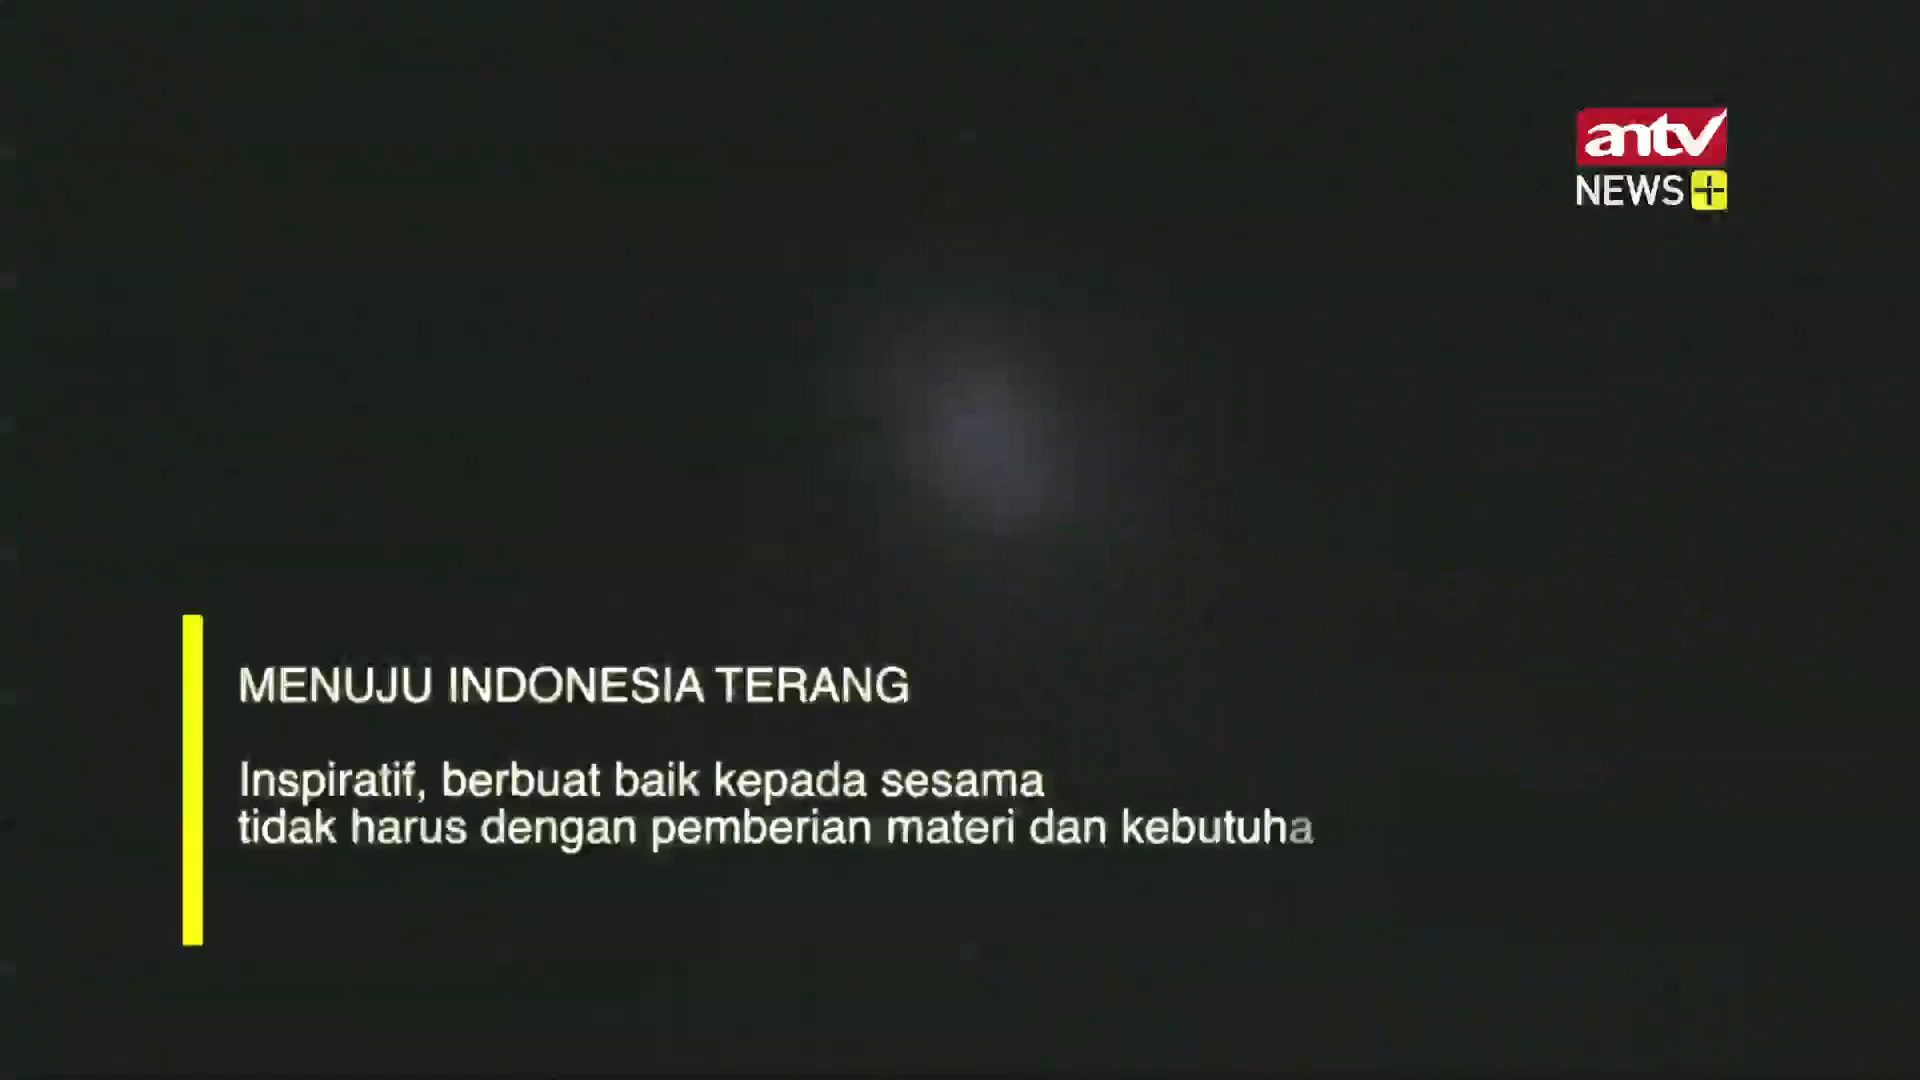 antv
NEWS+
MENUJU INDONESIA TERANG
Inspiratif, berbuat baik kepada sesama
tidak harus dengan pemberian materi dan kebutuha